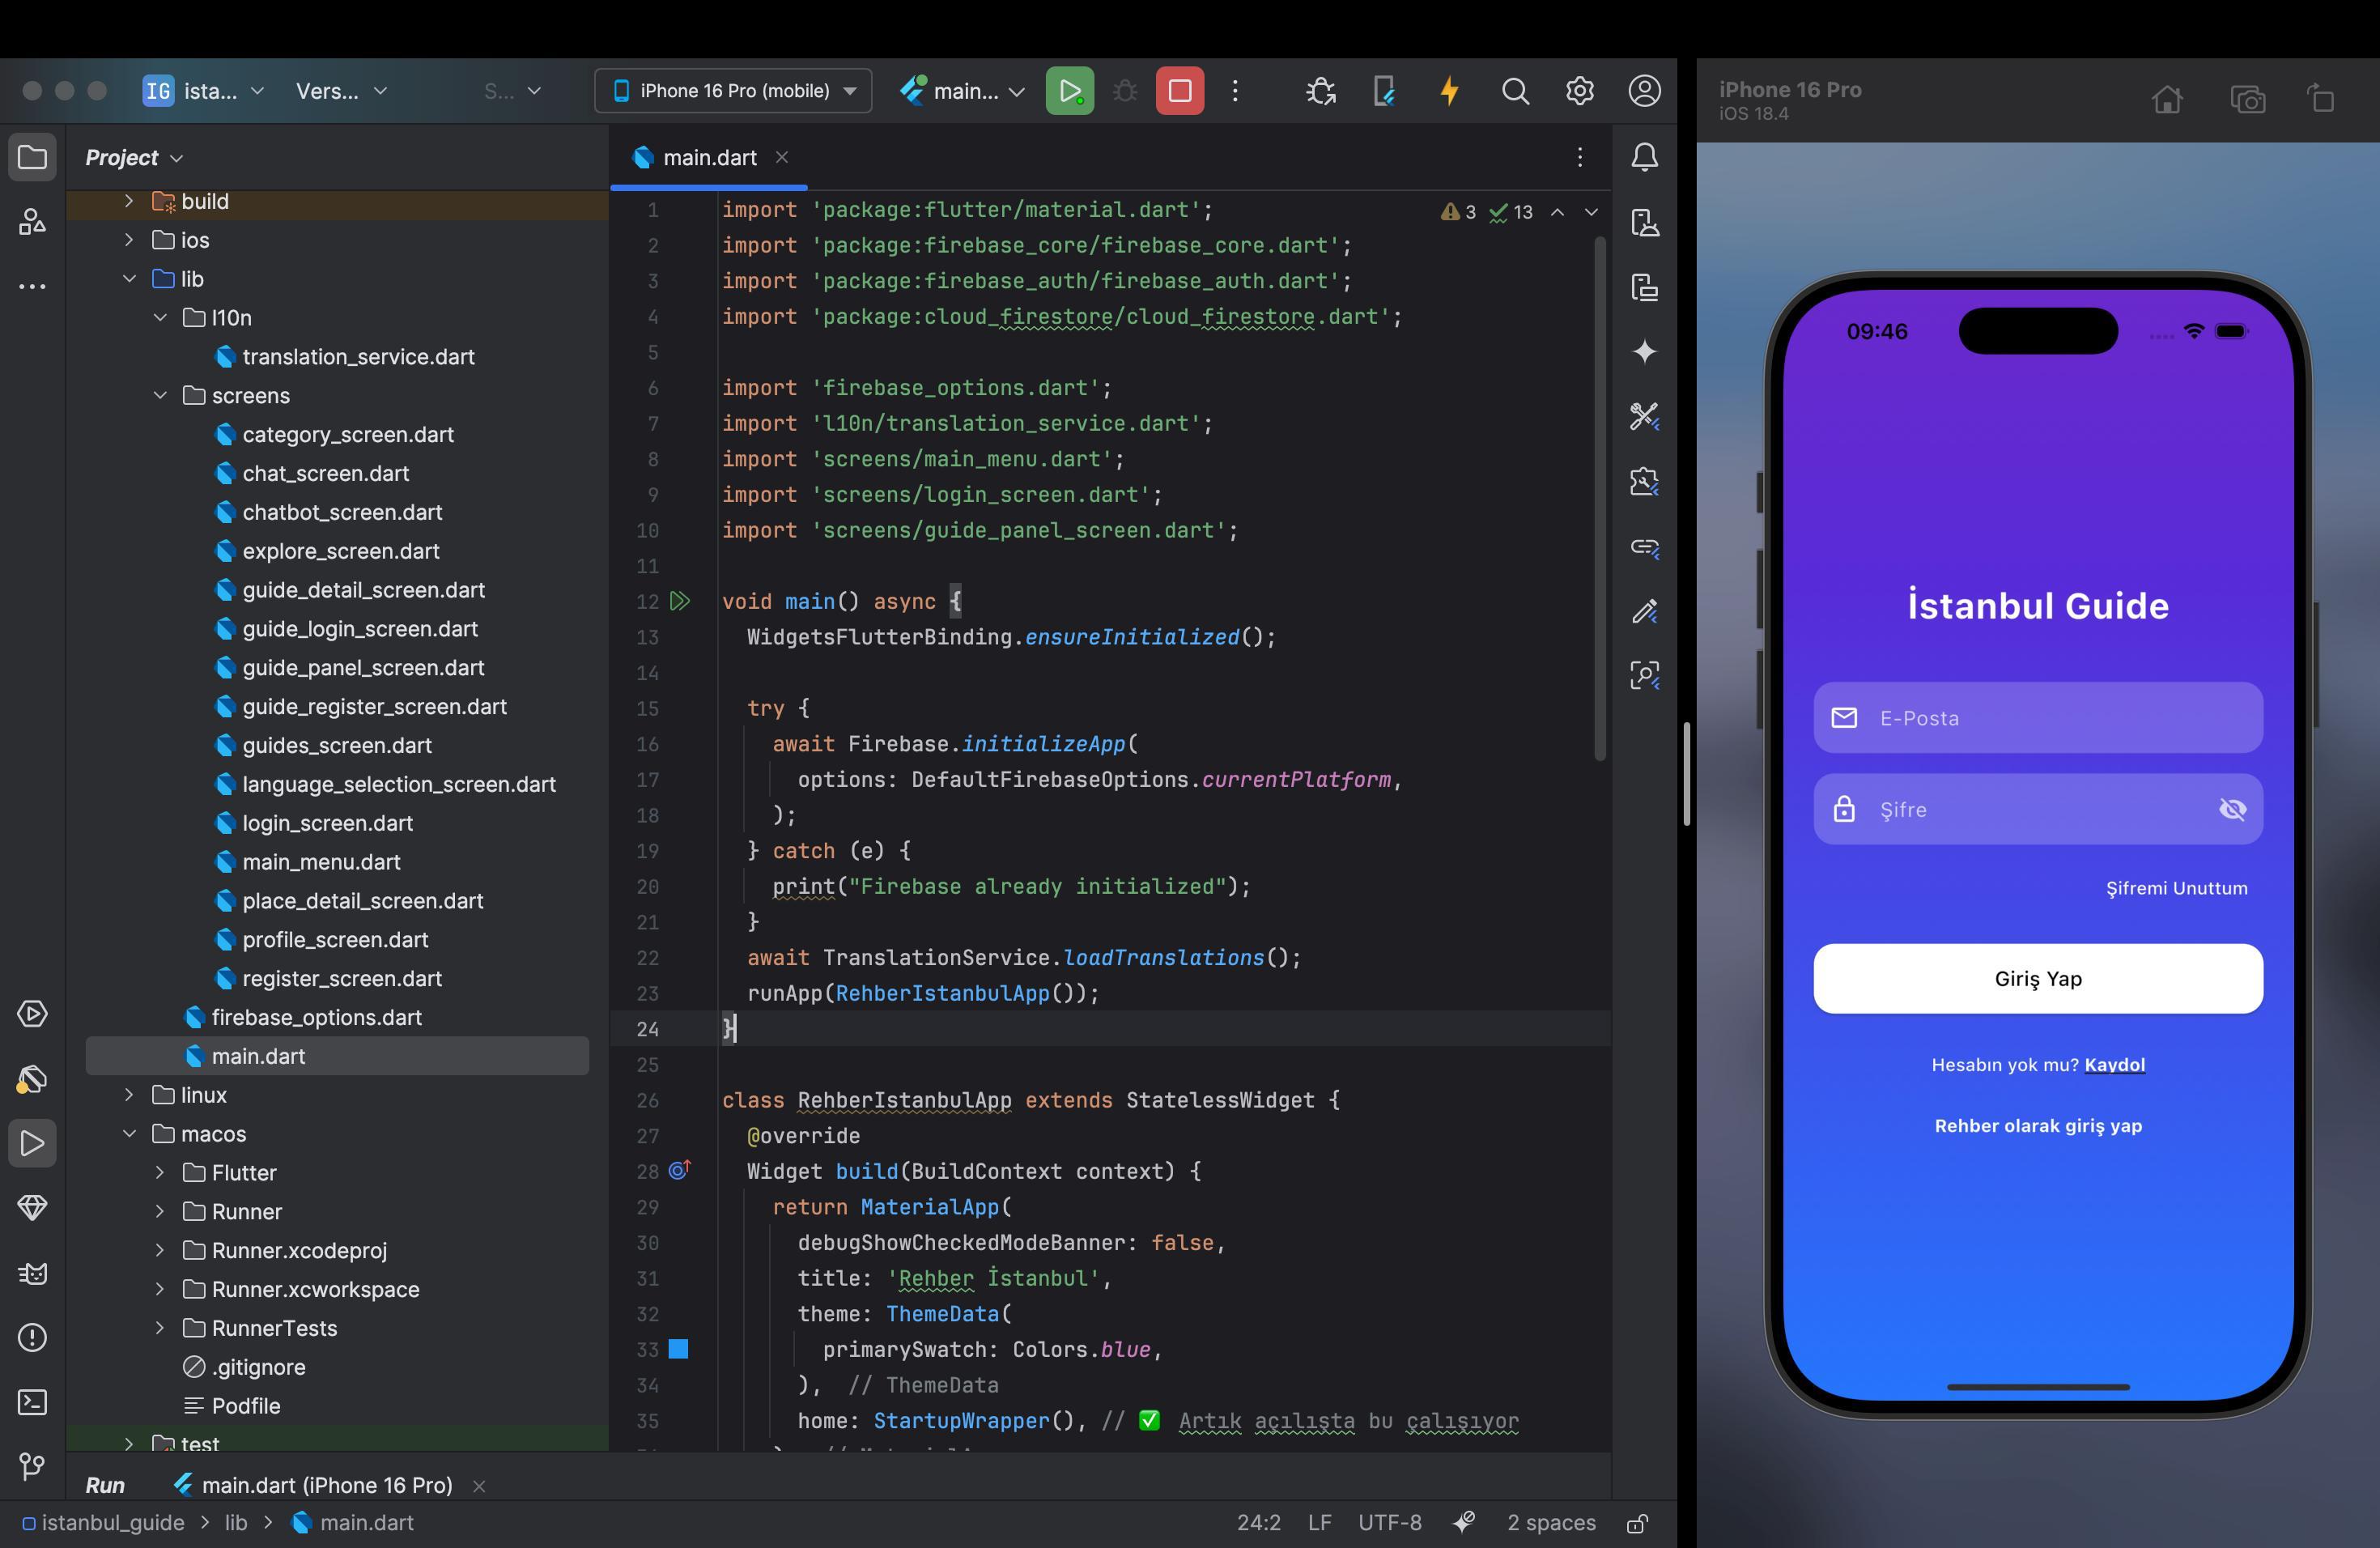 IG ista...
Vers...
S...
iPhone 16 Pro (mobile)
main...
Project
build
ios
lib
l10n
translation_service.dart
screens
category_screen.dart
chat_screen.dart
chatbot_screen.dart
explore_screen.dart
guide_detail_screen.dart
guide_login_screen.dart
guide_panel_screen.dart
guide_register_screen.dart
guides_screen.dart
language_selection_screen.dart
login_screen.dart
main_menu.dart
place_detail_screen.dart
profile_screen.dart
register_screen.dart
firebase_options.dart
main.dart
linux
macos
Flutter
Runner
Runner.xcodeproj
Runner.xcworkspace
RunnerTests
.gitignore
Podfile
test
main.dart
3 13
1 import 'package:flutter/material.dart';
2 import 'package:firebase_core/firebase_core.dart';
3 import 'package:firebase_auth/firebase_auth.dart';
4 import 'package:cloud_firestore/cloud_firestore.dart';
5
6 import 'firebase_options.dart';
7 import 'l10n/translation_service.dart';
8 import 'screens/main_menu.dart';
9 import 'screens/login_screen.dart';
10 import 'screens/guide_panel_screen.dart';
11
12 void main() async {
13 WidgetsFlutterBinding.ensureInitialized();
14
15 try {
16 await Firebase.initializeApp(
17 options: DefaultFirebaseOptions.currentPlatform,
18 );
19 } catch (e) {
20 print("Firebase already initialized");
21 }
22 await TranslationService.loadTranslations();
23 runApp(RehberIstanbulApp());
24 }
25
26 class RehberIstanbulApp extends StatelessWidget {
27 @override
28 Widget build(BuildContext context) {
29 return MaterialApp(
30 debugShowCheckedModeBanner: false,
31 title: 'Rehber İstanbul',
32 theme: ThemeData(
33 primarySwatch: Colors.blue,
34 ), // ThemeData
35 home: StartupWrapper(), // ✅ Artık açılışta bu çalışıyor
Run
main.dart (iPhone 16 Pro)
istanbul_guide > lib > main.dart
24:2 LF UTF-8 2 spaces
iPhone 16 Pro
iOS 18.4
09:46
İstanbul Guide
E-Posta
Şifre
Şifremi Unuttum
Giriş Yap
Hesabın yok mu? Kaydol
Rehber olarak giriş yap